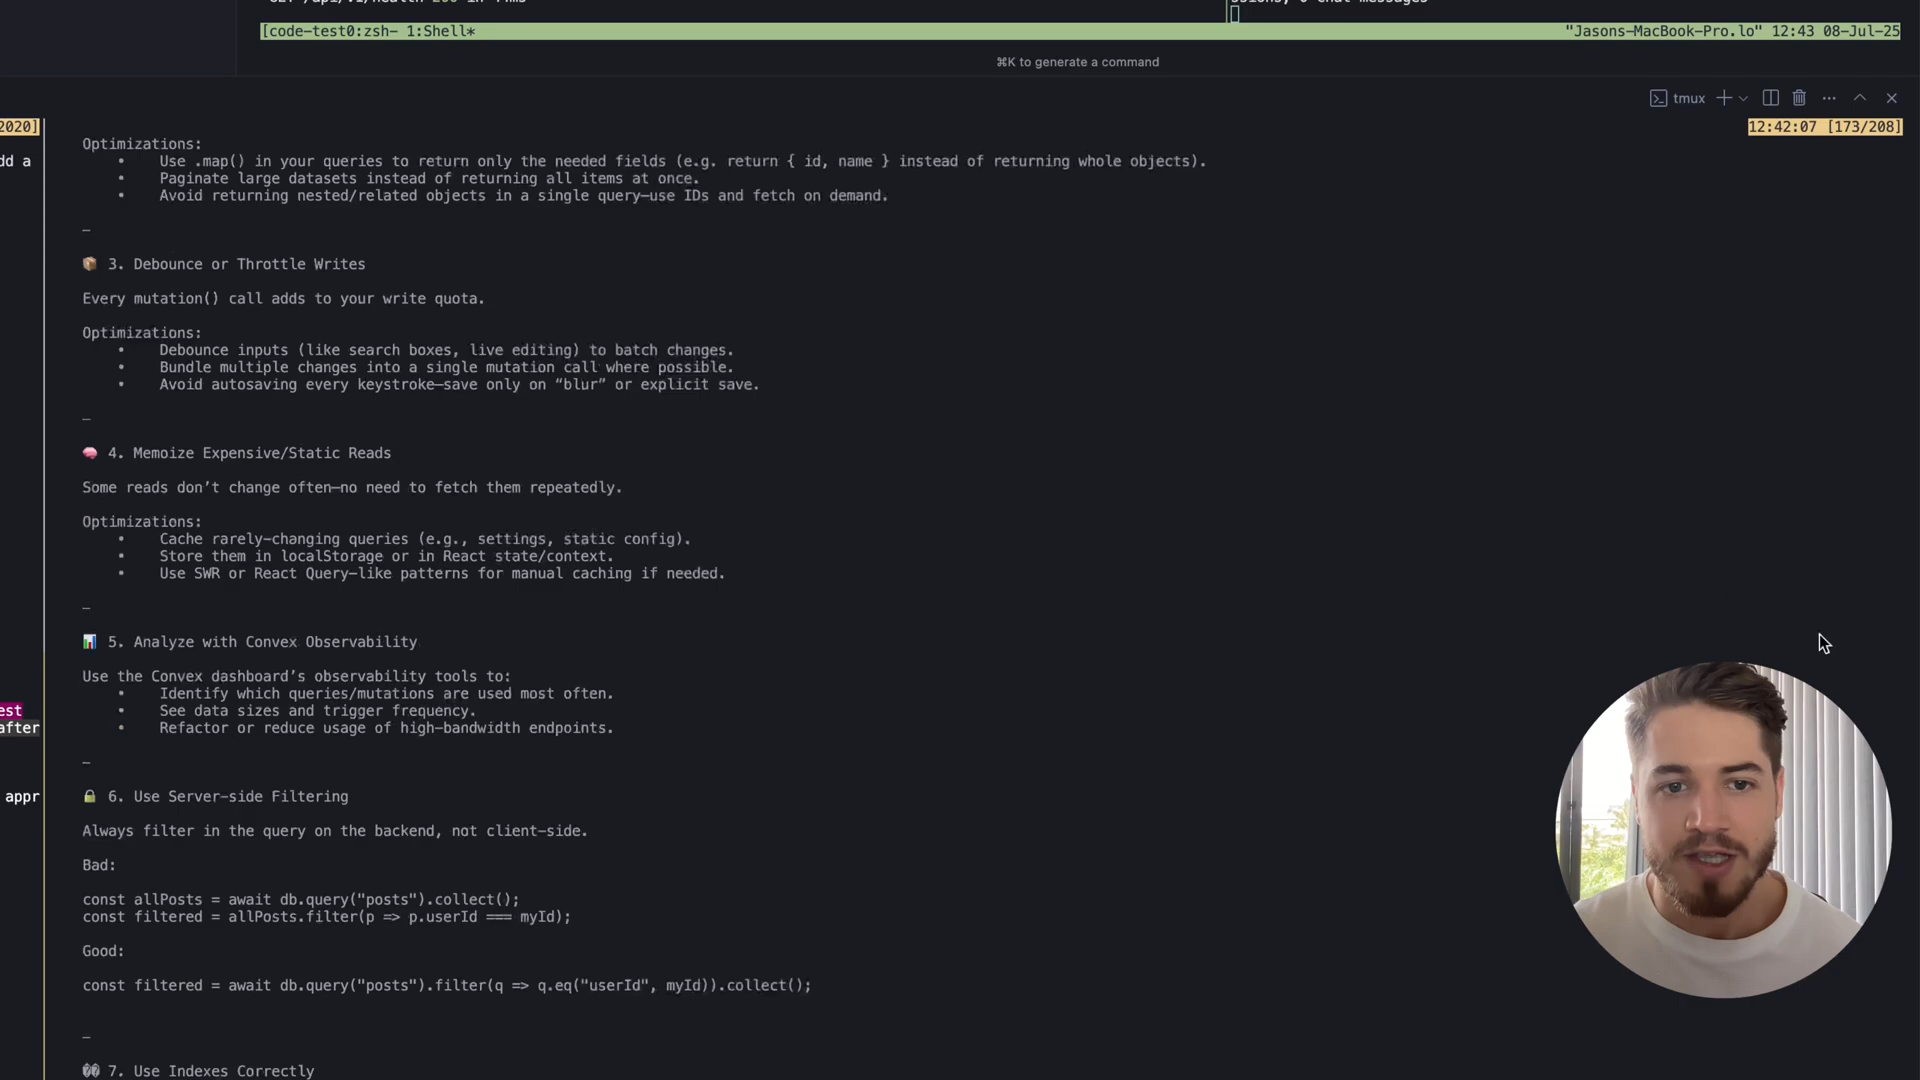 [code-test0:zsh- 1:Shell*
"Jasons-MacBook-Pro.lo" 12:43 08-Jul-25
⌘K to generate a command
tmux
2020]
12:42:07 [173/208]
dd a
est
after
appr
Optimizations:
• Use .map() in your queries to return only the needed fields (e.g. return { id, name } instead of returning whole objects).
• Paginate large datasets instead of returning all items at once.
• Avoid returning nested/related objects in a single query—use IDs and fetch on demand.
—
📦 3. Debounce or Throttle Writes
Every mutation() call adds to your write quota.
Optimizations:
• Debounce inputs (like search boxes, live editing) to batch changes.
• Bundle multiple changes into a single mutation call where possible.
• Avoid autosaving every keystroke—save only on “blur” or explicit save.
—
🧠 4. Memoize Expensive/Static Reads
Some reads don’t change often—no need to fetch them repeatedly.
Optimizations:
• Cache rarely-changing queries (e.g., settings, static config).
• Store them in localStorage or in React state/context.
• Use SWR or React Query-like patterns for manual caching if needed.
—
📊 5. Analyze with Convex Observability
Use the Convex dashboard’s observability tools to:
• Identify which queries/mutations are used most often.
• See data sizes and trigger frequency.
• Refactor or reduce usage of high-bandwidth endpoints.
—
🔒 6. Use Server-side Filtering
Always filter in the query on the backend, not client-side.
Bad:
const allPosts = await db.query("posts").collect();
const filtered = allPosts.filter(p => p.userId === myId);
Good:
const filtered = await db.query("posts").filter(q => q.eq("userId", myId)).collect();
—
�� 7. Use Indexes Correctly